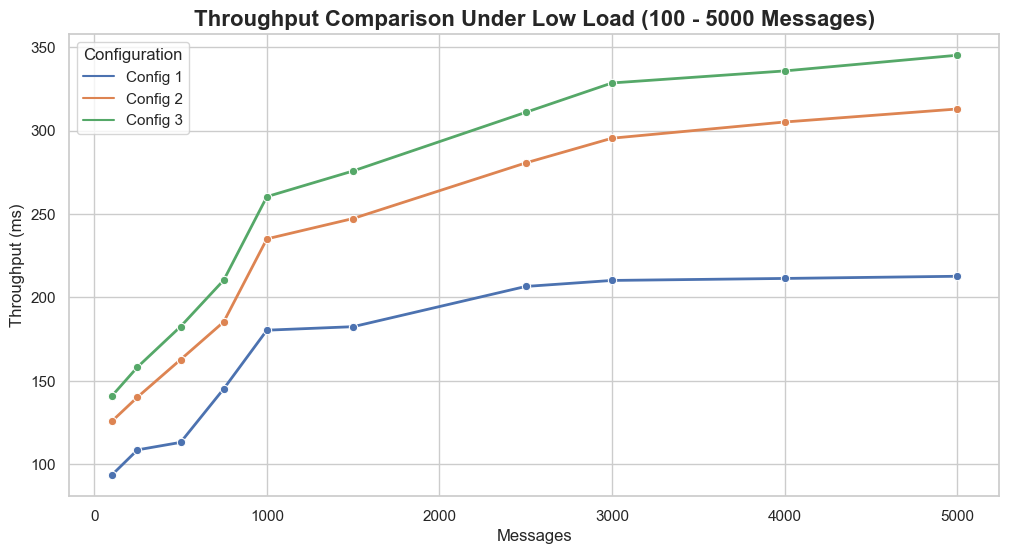 Throughput Comparison Under Low Load (100 - 5000 Messages)
Configuration
Config 1
Config 2
Config 3
350
300
250
200
150
100
Throughput (ms)
0 1000 2000 3000 4000 5000
Messages